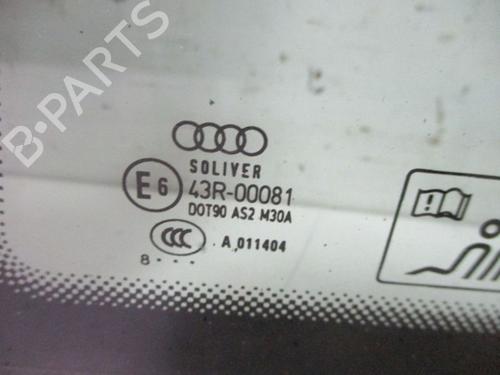 B-PARTS
SOLIVER
E6 43R-00081
DOT90 AS2 M30A
CCC A 011404
8 - - -